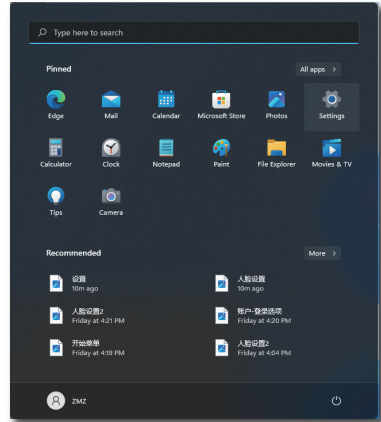 Type here to search
Pinned
All apps >
Edge
Mail
Calendar
Microsoft Store
Photos
Settings
Calculator
Clock
Notepad
Paint
File Explorer
Movies & TV
Tips
Camera
Recommended
More >
设置
10m ago
人脸设置
10m ago
人脸设置2
Friday at 4:21 PM
账户-登录选项
Friday at 4:20 PM
开始菜单
Friday at 4:19 PM
人脸设置2
Friday at 4:04 PM
ZMZ